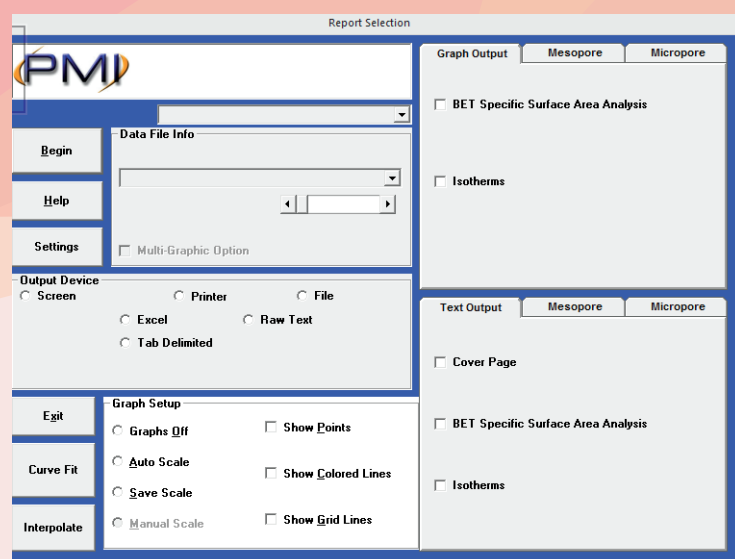 Report Selection
PMI
Begin
Help
Settings
Data File Info
Multi-Graphic Option
Output Device
Screen
Printer
File
Excel
Raw Text
Tab Delimited
Exit
Curve Fit
Interpolate
Graph Setup
Graphs Off
Show Points
Auto Scale
Show Colored Lines
Save Scale
Manual Scale
Show Grid Lines
Graph Output
Mesopore
Micropore
BET Specific Surface Area Analysis
Isotherms
Text Output
Mesopore
Micropore
Cover Page
BET Specific Surface Area Analysis
Isotherms